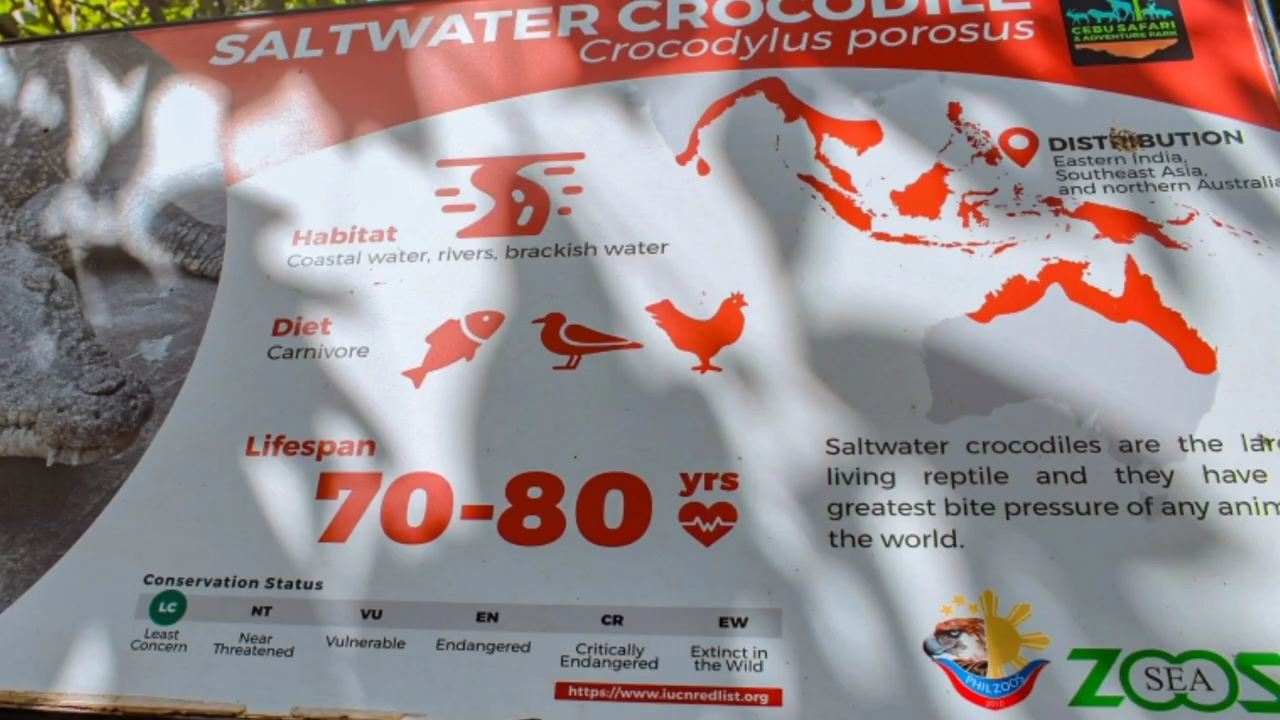 SALTWATER CROCODILE
Crocodylus porosus
CEBU SAFARI
& ADVENTURE PARK
DISTRIBUTION
Eastern India,
Southeast Asia,
and northern Australia
Habitat
Coastal water, rivers, brackish water
Diet
Carnivore
Lifespan
70-80 yrs
Saltwater crocodiles are the
living reptile and they have
greatest bite pressure of any
the world.
Conservation Status
LC NT VU EN CR EW
Least Concern
Near Threatened
Vulnerable
Endangered
Critically Endangered
Extinct in the Wild
https://www.iucnredlist.org
PHILZOOS
2010
SEA
ZOOS